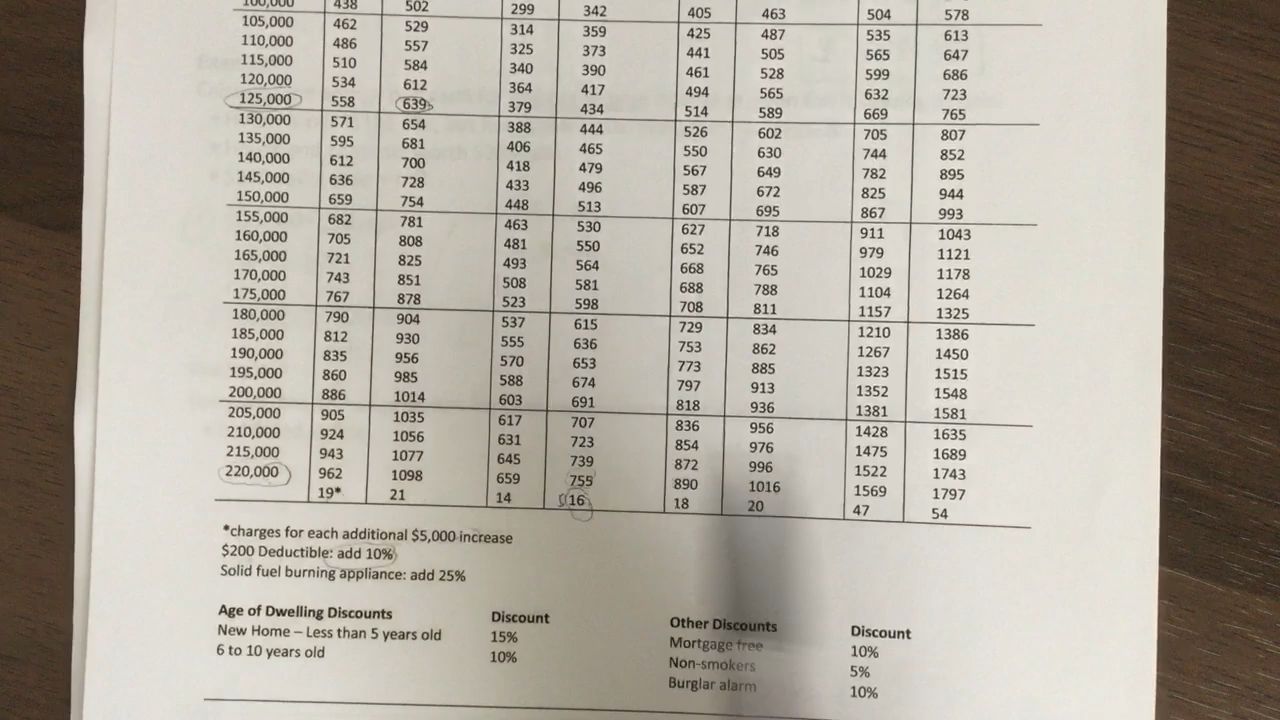 100,000 438 502 299 342 405 463 504 578
105,000 462 529 314 359 425 487 535 613
110,000 486 557 325 373 441 505 565 647
115,000 510 584 340 390 461 528 599 686
120,000 534 612 364 417 494 565 632 723
125,000 558 639 379 434 514 589 669 765
130,000 571 654 388 444 526 602 705 807
135,000 595 681 406 465 550 630 744 852
140,000 612 700 418 479 567 649 782 895
145,000 636 728 433 496 587 672 825 944
150,000 659 754 448 513 607 695 867 993
155,000 682 781 463 530 627 718 911 1043
160,000 705 808 481 550 652 746 979 1121
165,000 721 825 493 564 668 765 1029 1178
170,000 743 851 508 581 688 788 1104 1264
175,000 767 878 523 598 708 811 1157 1325
180,000 790 904 537 615 729 834 1210 1386
185,000 812 930 555 636 753 862 1267 1450
190,000 835 956 570 653 773 885 1323 1515
195,000 860 985 588 674 797 913 1352 1548
200,000 886 1014 603 691 818 936 1381 1581
205,000 905 1035 617 707 836 956 1428 1635
210,000 924 1056 631 723 854 976 1475 1689
215,000 943 1077 645 739 872 996 1522 1743
220,000 962 1098 659 755 890 1016 1569 1797
19* 21 14 16 18 20 47 54
*charges for each additional $5,000 increase
$200 Deductible: add 10%
Solid fuel burning appliance: add 25%
Age of Dwelling Discounts Discount
New Home – Less than 5 years old 15%
6 to 10 years old 10%
Other Discounts Discount
Mortgage free 10%
Non-smokers 5%
Burglar alarm 10%